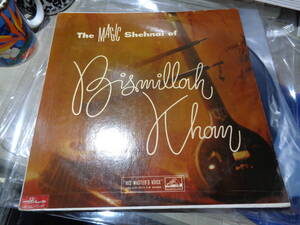 The MAGIC Shehnai of
Bismillah
Khan
"HIS MASTER'S VOICE"